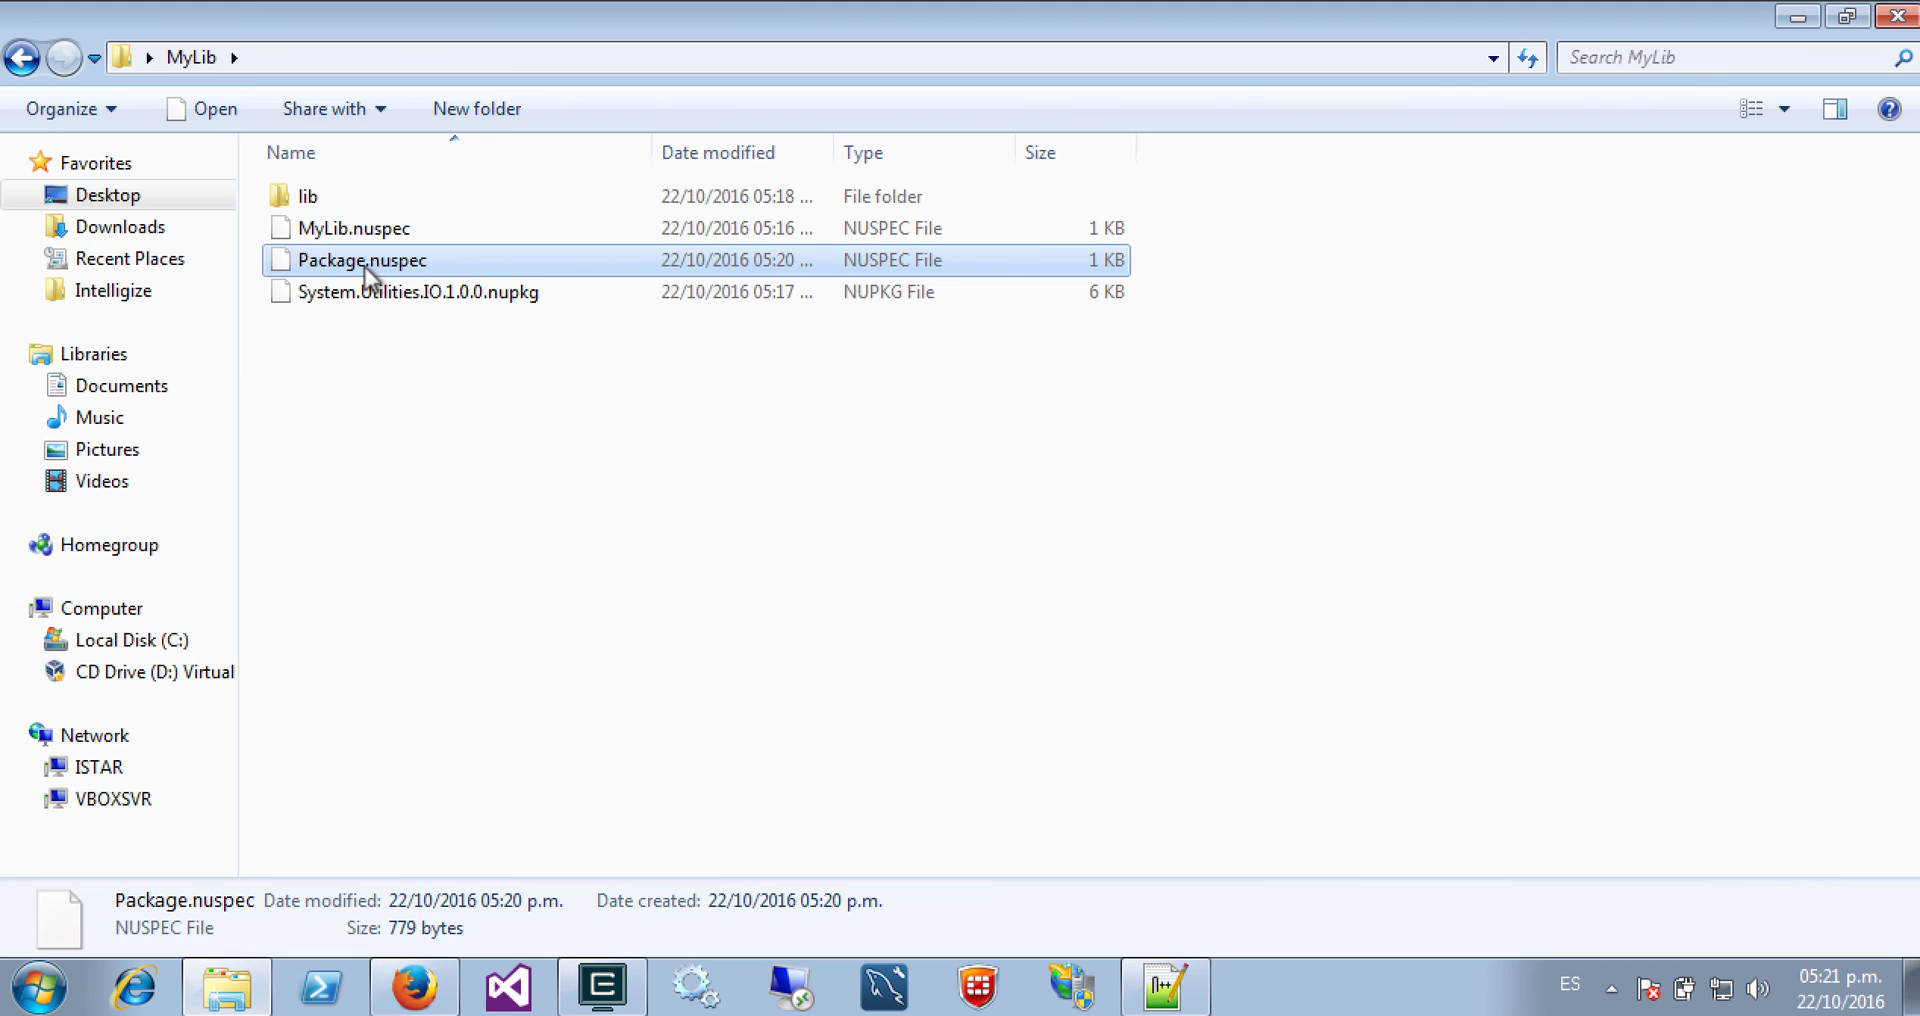 MyLib
Search MyLib
Organize
Open
Share with
New folder
Name
Date modified
Type
Size
Favorites
Desktop
Downloads
Recent Places
Intelligize
Libraries
Documents
Music
Pictures
Videos
Homegroup
Computer
Local Disk (C:)
CD Drive (D:) Virtual
Network
ISTAR
VBOXSVR
lib 22/10/2016 05:18 ... File folder
MyLib.nuspec 22/10/2016 05:16 ... NUSPEC File 1 KB
Package.nuspec 22/10/2016 05:20 ... NUSPEC File 1 KB
System.Utilities.IO.1.0.0.nupkg 22/10/2016 05:17 ... NUPKG File 6 KB
Package.nuspec Date modified: 22/10/2016 05:20 p.m. Date created: 22/10/2016 05:20 p.m.
NUSPEC File Size: 779 bytes
ES
05:21 p.m.
22/10/2016